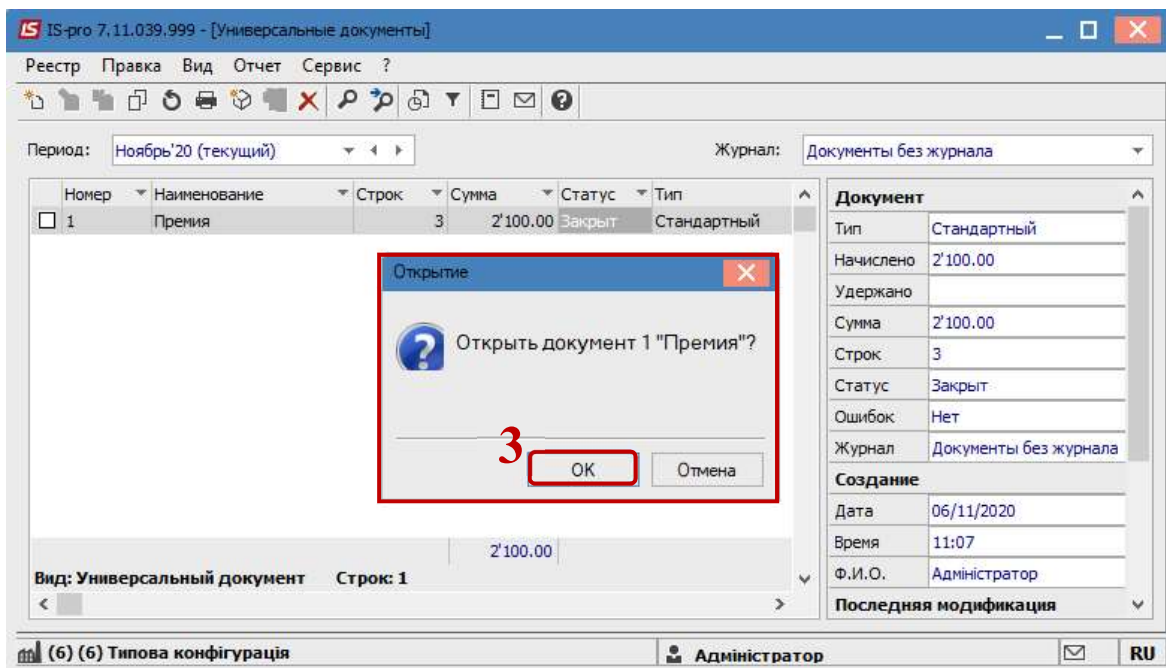 IS-pro 7.11.039.999 - [Универсальные документы]
Реестр Правка Вид Отчет Сервис ?
Период: Ноябрь'20 (текущий) Журнал: Документы без журнала
Номер Наименование Строк Сумма Статус Тип
1 Премия 3 2'100.00 Закрыт Стандартный
Открытие
Открыть документ 1 "Премия"?
3
OK Отмена
2'100.00
Вид: Универсальный документ Строк: 1
Документ
Тип Стандартный
Начислено 2'100.00
Удержано
Сумма 2'100.00
Строк 3
Статус Закрыт
Ошибок Нет
Журнал Документы без журнала
Создание
Дата 06/11/2020
Время 11:07
Ф.И.О. Адміністратор
Последняя модификация
(6) (6) Типова конфігурація Адміністратор RU